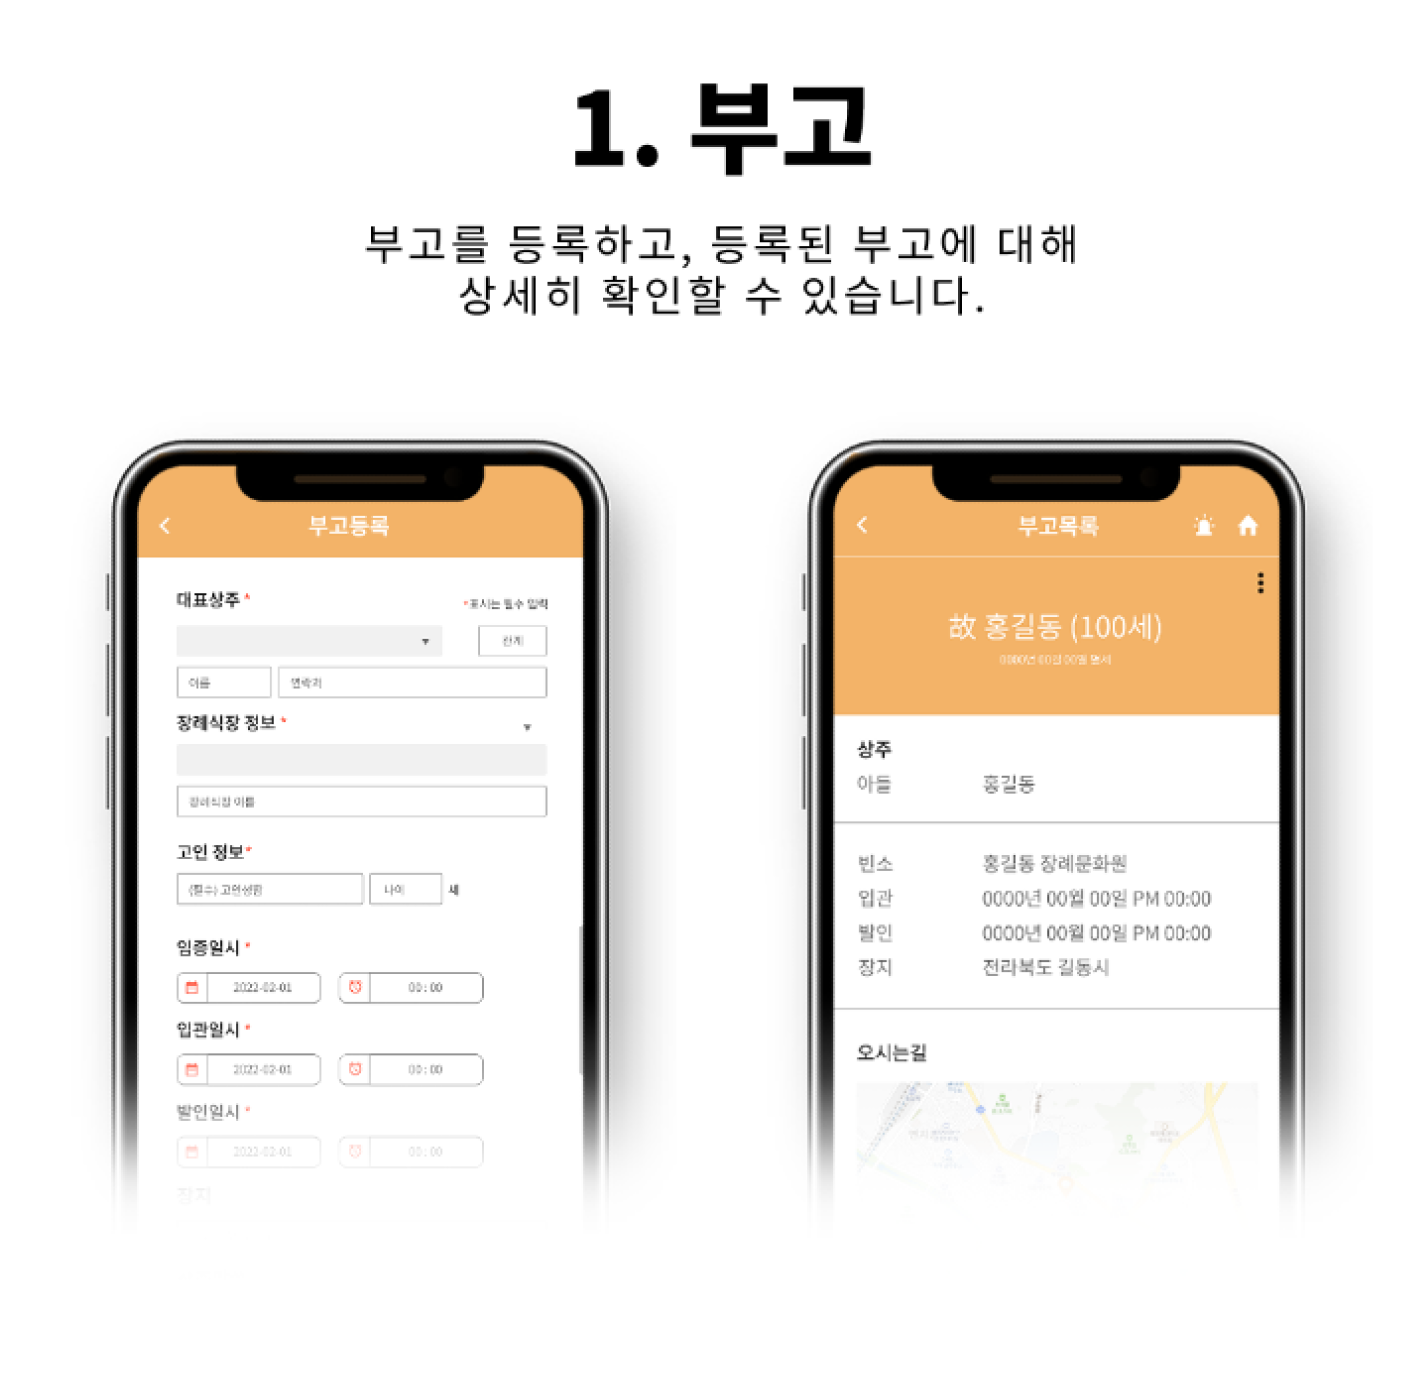 1. 부고
부고를 등록하고, 등록된 부고에 대해
상세히 확인할 수 있습니다.
부고등록
대표상주 *
* 표시는 필수 입력
관계
이름
연락처
장례식장 정보 *
장례식장 이름
고인 정보*
(필수) 고인성함
나이
세
임종일시 *
2022-02-01
00:00
입관일시 *
2022-02-01
00:00
발인일시 *
2022-02-01
00:00
장지
부고목록
故 홍길동 (100세)
0000년 00월 00일 별세
상주
아들 홍길동
빈소 홍길동 장례문화원
입관 0000년 00월 00일 PM 00:00
발인 0000년 00월 00일 PM 00:00
장지 전라북도 길동시
오시는길